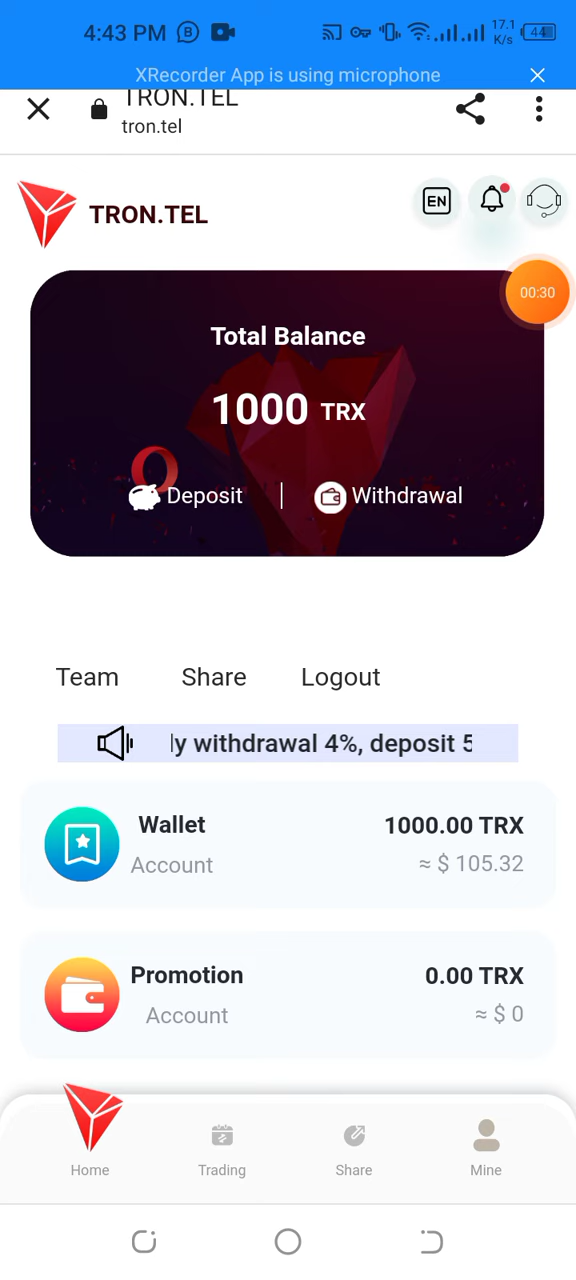 4:43 PM
17.1
K/s
44
XRecorder App is using microphone
TRON.TEL
tron.tel
TRON.TEL
EN
00:30
Total Balance
1000 TRX
Deposit
Withdrawal
Team
Share
Logout
ly withdrawal 4%, deposit 5
Wallet
1000.00 TRX
Account
≈ $ 105.32
Promotion
0.00 TRX
Account
≈ $ 0
Home
Trading
Share
Mine